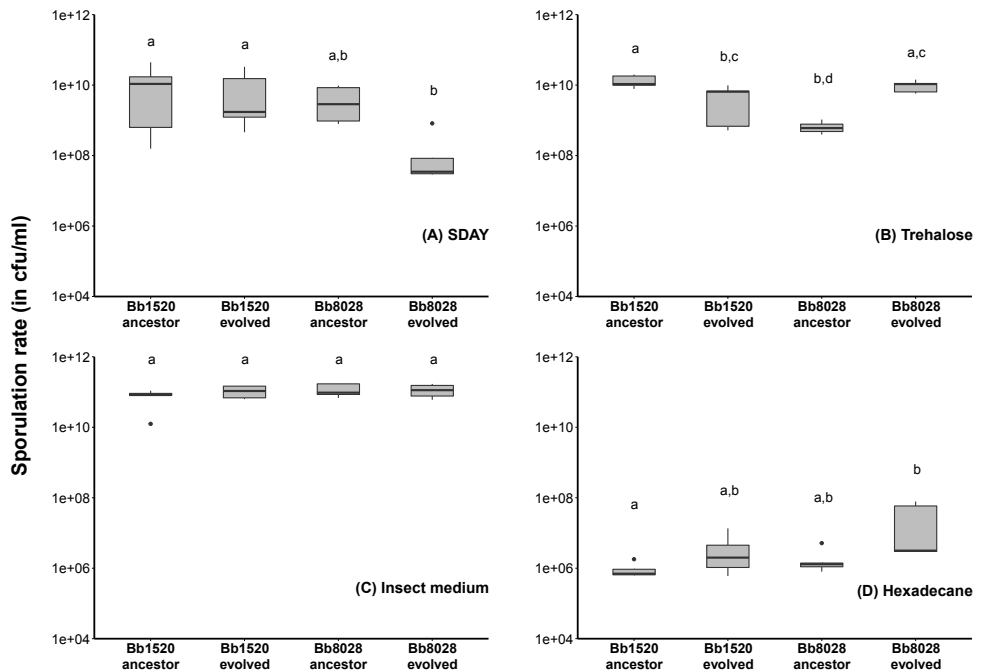 Sporulation rate (in cfu/ml)
1e+12
1e+10
1e+08
1e+06
1e+04
a
a
a,b
b
(A) SDAY
Bb1520 ancestor
Bb1520 evolved
Bb8028 ancestor
Bb8028 evolved
1e+12
1e+10
1e+08
1e+06
1e+04
a
b,c
b,d
a,c
(B) Trehalose
Bb1520 ancestor
Bb1520 evolved
Bb8028 ancestor
Bb8028 evolved
1e+12
1e+10
1e+08
1e+06
1e+04
a
a
a
a
(C) Insect medium
Bb1520 ancestor
Bb1520 evolved
Bb8028 ancestor
Bb8028 evolved
1e+12
1e+10
1e+08
1e+06
1e+04
a
a,b
a,b
b
(D) Hexadecane
Bb1520 ancestor
Bb1520 evolved
Bb8028 ancestor
Bb8028 evolved